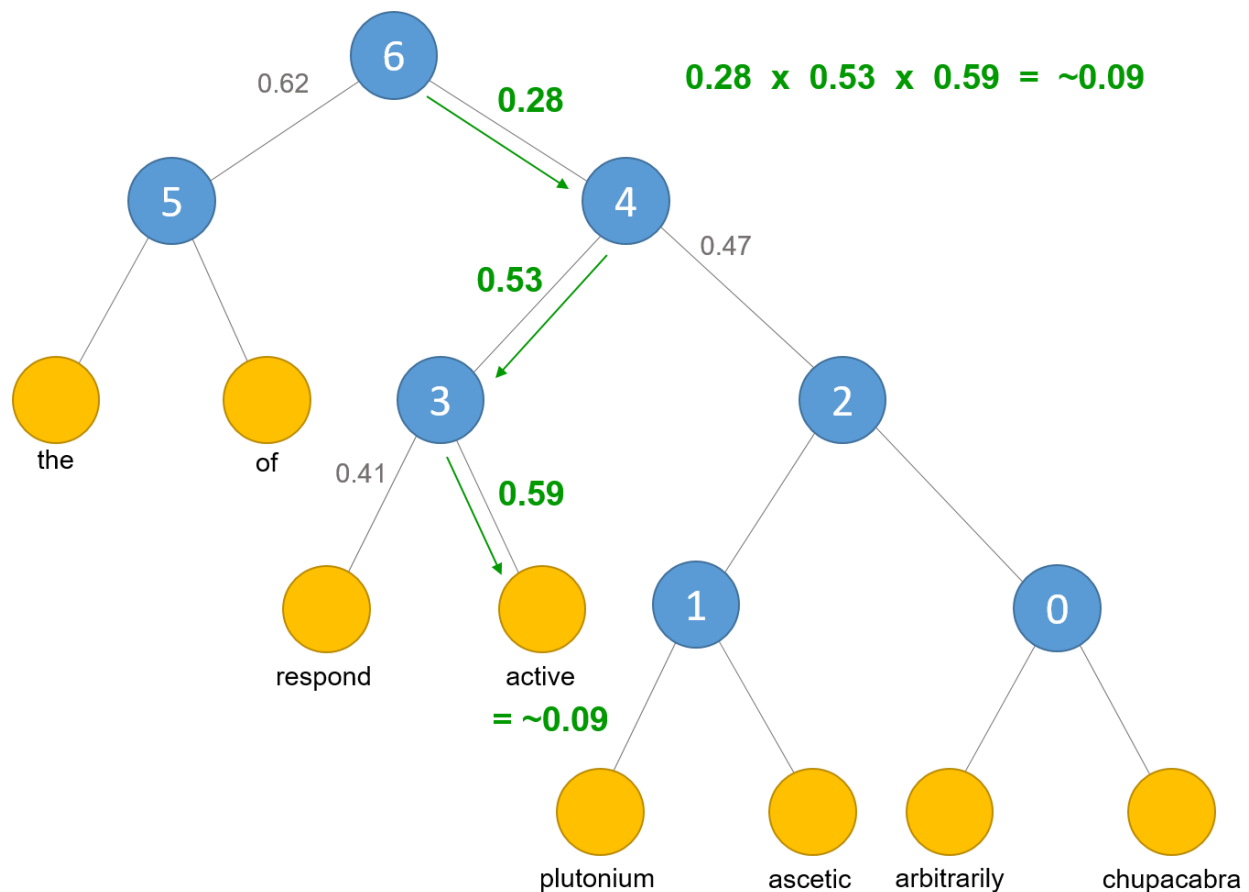 6
0.28 x 0.53 x 0.59 = ~0.09
0.62
0.28
5
4
0.47
0.53
3
2
the
of
0.41
0.59
1
0
respond
active
= ~0.09
plutonium
ascetic
arbitrarily
chupacabra